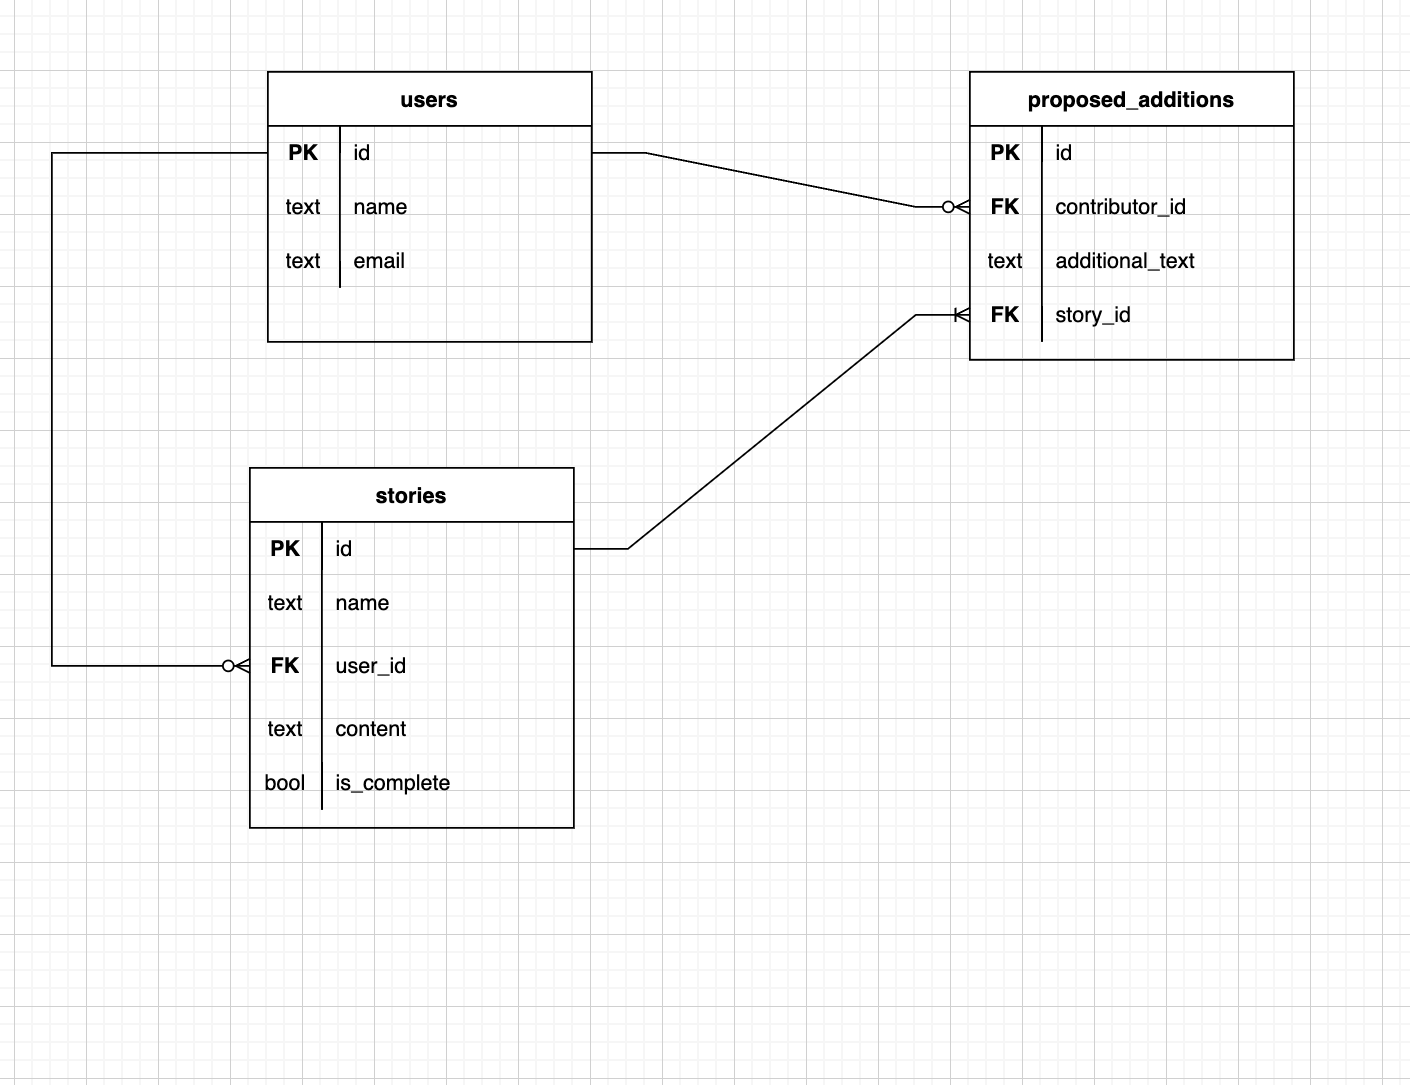 users
PK id
text name
text email
proposed_additions
PK id
FK contributor_id
text additional_text
FK story_id
stories
PK id
text name
FK user_id
text content
bool is_complete